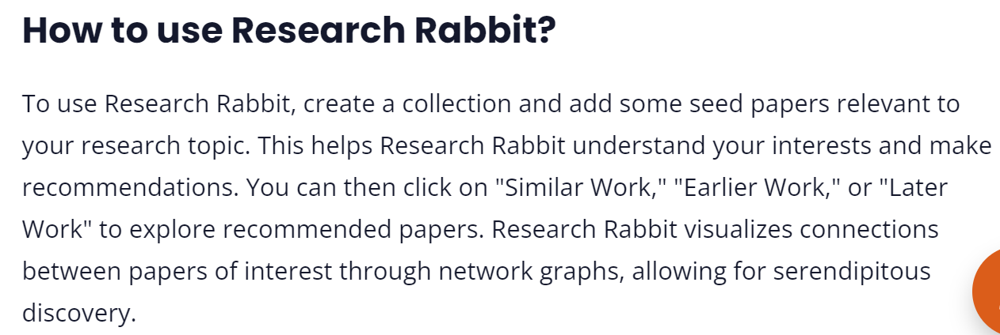 How to use Research Rabbit?
To use Research Rabbit, create a collection and add some seed papers relevant to
your research topic. This helps Research Rabbit understand your interests and make
recommendations. You can then click on "Similar Work," "Earlier Work," or "Later
Work" to explore recommended papers. Research Rabbit visualizes connections
between papers of interest through network graphs, allowing for serendipitous
discovery.